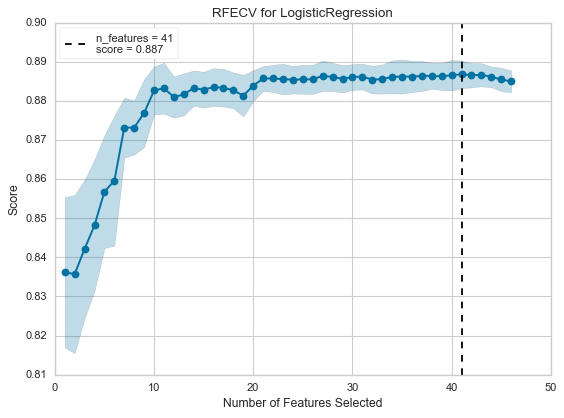 RFECV for LogisticRegression
n_features = 41
score = 0.887
0.90
0.89
0.88
0.87
0.86
0.85
0.84
0.83
0.82
0.81
Score
0 10 20 30 40 50
Number of Features Selected